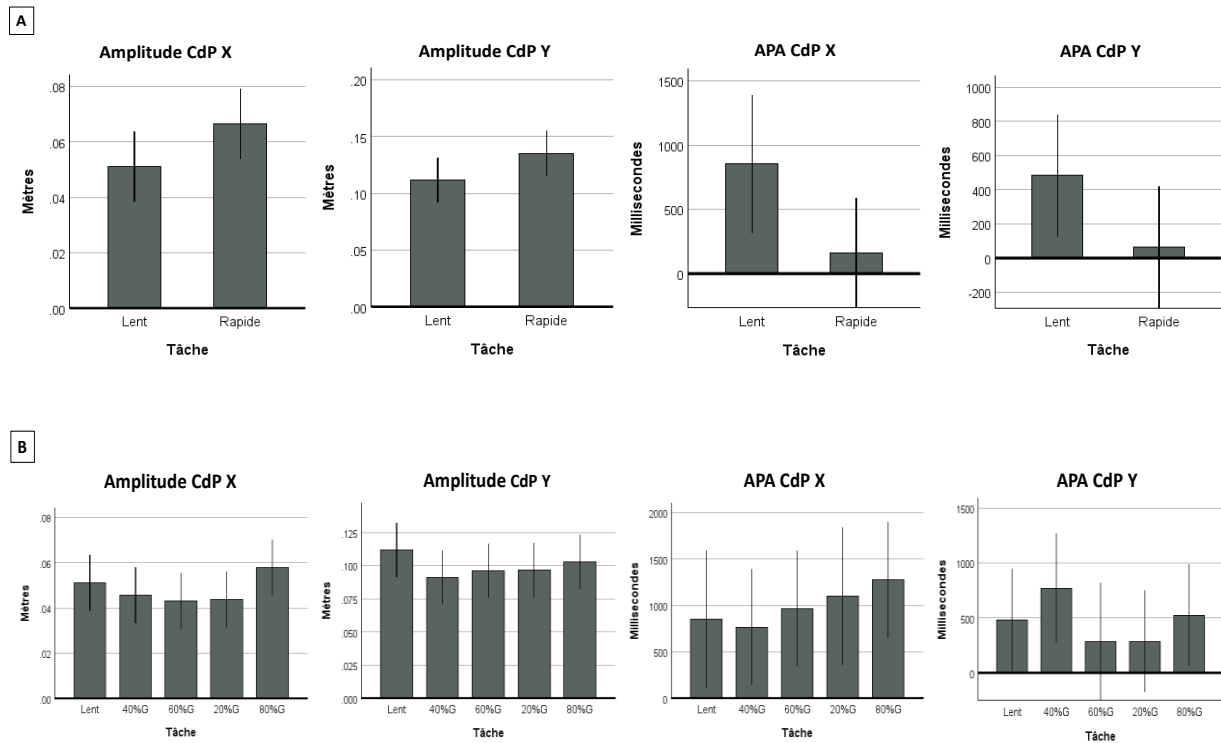 A
Amplitude CdP X
Mètres
.08
.06
.04
.02
.00
Lent Rapide
Tâche
Amplitude CdP Y
Mètres
.20
.15
.10
.05
.00
Lent Rapide
Tâche
APA CdP X
Millisecondes
1500
1000
500
0
Lent Rapide
Tâche
APA CdP Y
Millisecondes
1000
800
600
400
200
0
-200
Lent Rapide
Tâche
B
Amplitude CdP X
Mètres
.08
.06
.04
.02
.00
Lent 40%G 60%G 20%G 80%G
Tâche
Amplitude CdP Y
Mètres
.125
.100
.075
.050
.025
.000
Lent 40%G 60%G 20%G 80%G
Tâche
APA CdP X
Millisecondes
2000
1500
1000
500
0
Lent 40%G 60%G 20%G 80%G
Tâche
APA CdP Y
Millisecondes
1500
1000
500
0
Lent 40%G 60%G 20%G 80%G
Tâche